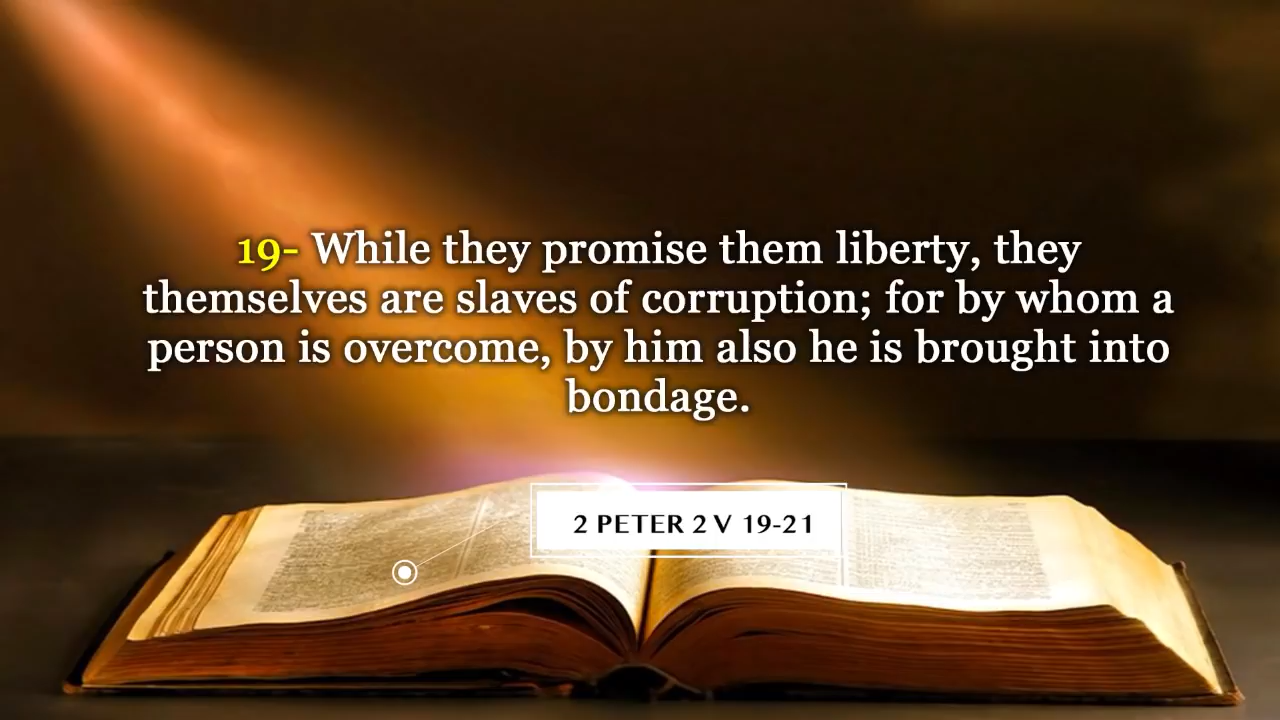 19- While they promise them liberty, they
themselves are slaves of corruption; for by whom a
person is overcome, by him also he is brought into
bondage.
2 PETER 2 V 19-21